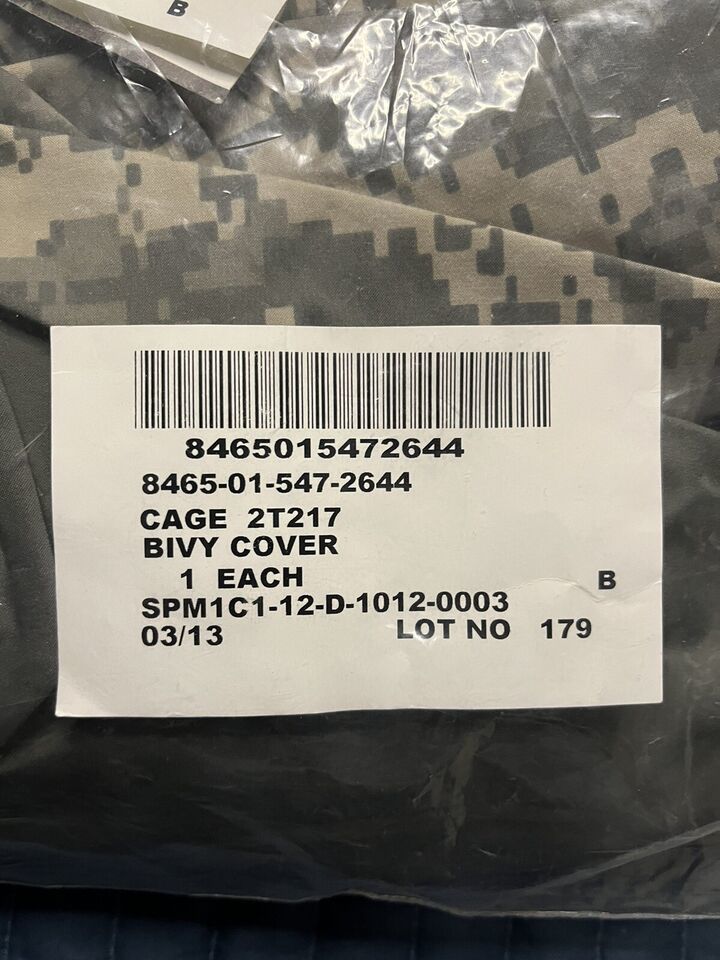 B
8465015472644
8465-01-547-2644
CAGE 2T217
BIVY COVER
1 EACH B
SPM1C1-12-D-1012-0003
03/13 LOT NO 179